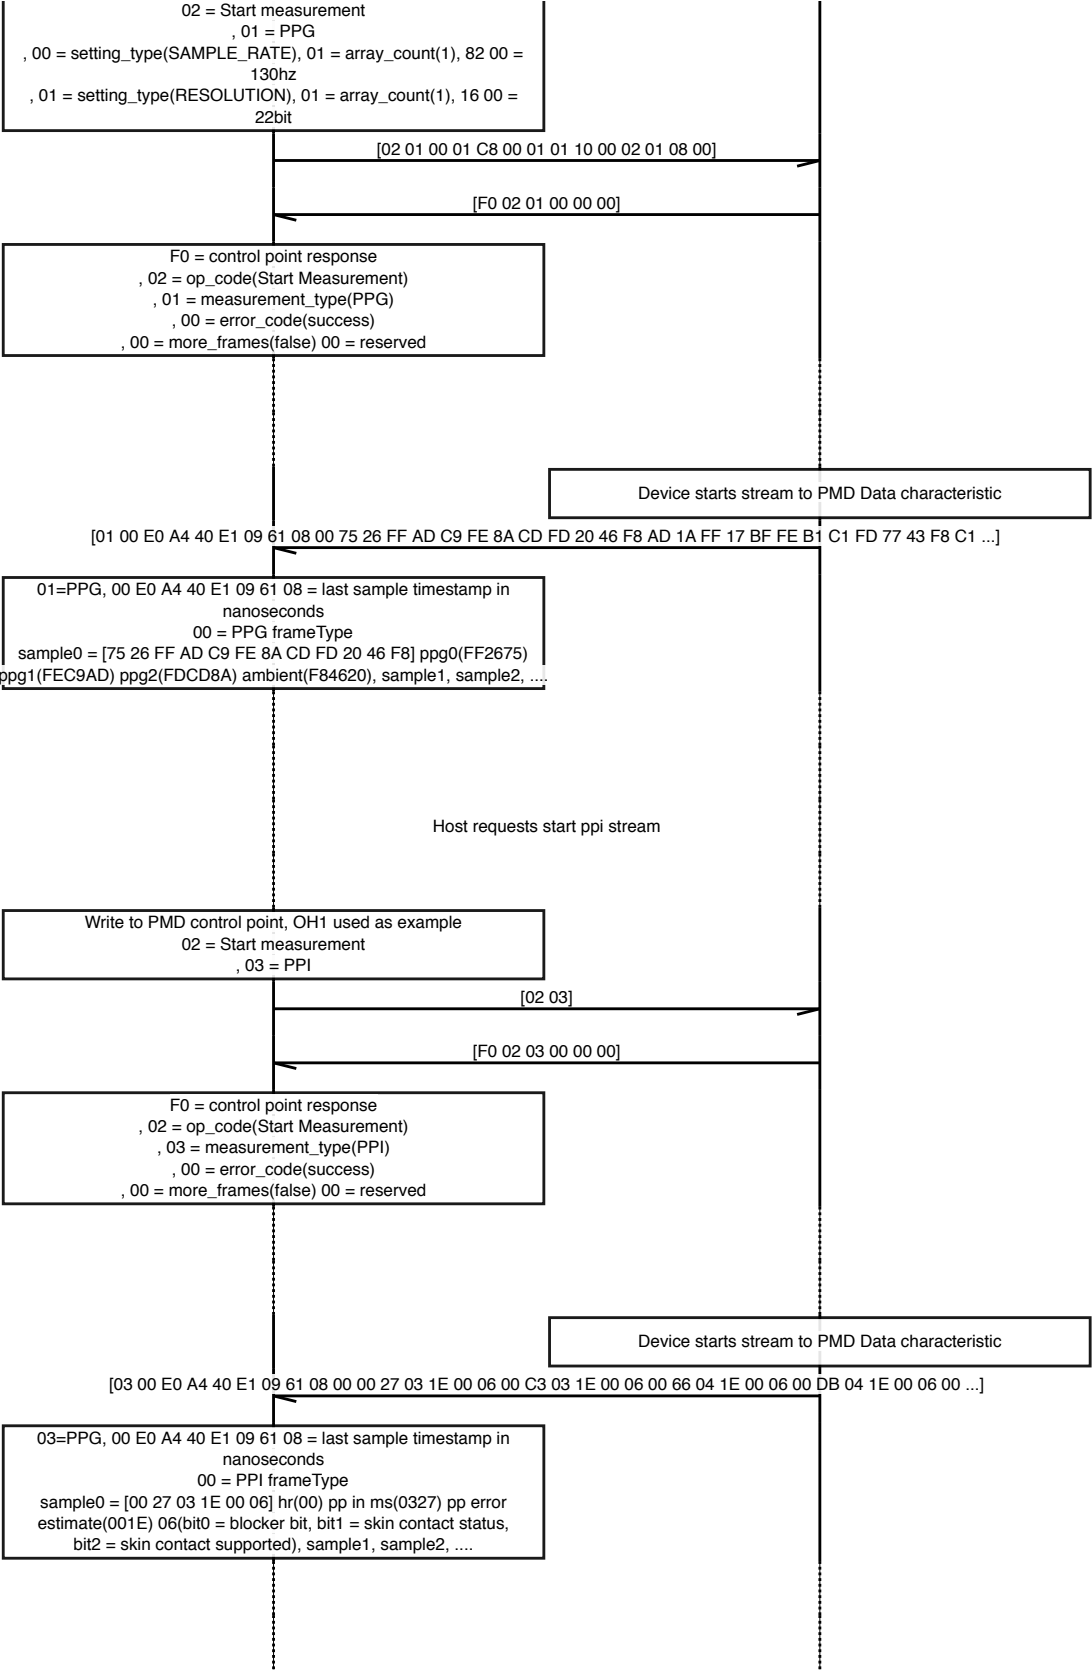 02 = Start measurement
, 01 = PPG
, 00 = setting_type(SAMPLE_RATE), 01 = array_count(1), 82 00 =
130hz
, 01 = setting_type(RESOLUTION), 01 = array_count(1), 16 00 =
22bit
[02 01 00 01 C8 00 01 01 10 00 02 01 08 00]
[F0 02 01 00 00 00]
F0 = control point response
, 02 = op_code(Start Measurement)
, 01 = measurement_type(PPG)
, 00 = error_code(success)
, 00 = more_frames(false) 00 = reserved
Device starts stream to PMD Data characteristic
[01 00 E0 A4 40 E1 09 61 08 00 75 26 FF AD C9 FE 8A CD FD 20 46 F8 AD 1A FF 17 BF FE B1 C1 FD 77 43 F8 C1 ...]
01=PPG, 00 E0 A4 40 E1 09 61 08 = last sample timestamp in
nanoseconds
00 = PPG frameType
sample0 = [75 26 FF AD C9 FE 8A CD FD 20 46 F8] ppg0(FF2675)
ppg1(FEC9AD) ppg2(FDCD8A) ambient(F84620), sample1, sample2, ....
Host requests start ppi stream
Write to PMD control point, OH1 used as example
02 = Start measurement
, 03 = PPI
[02 03]
[F0 02 03 00 00 00]
F0 = control point response
, 02 = op_code(Start Measurement)
, 03 = measurement_type(PPI)
, 00 = error_code(success)
, 00 = more_frames(false) 00 = reserved
Device starts stream to PMD Data characteristic
[03 00 E0 A4 40 E1 09 61 08 00 00 27 03 1E 00 06 00 C3 03 1E 00 06 00 66 04 1E 00 06 00 DB 04 1E 00 06 00 ...]
03=PPG, 00 E0 A4 40 E1 09 61 08 = last sample timestamp in
nanoseconds
00 = PPI frameType
sample0 = [00 27 03 1E 00 06] hr(00) pp in ms(0327) pp error
estimate(001E) 06(bit0 = blocker bit, bit1 = skin contact status,
bit2 = skin contact supported), sample1, sample2, ....